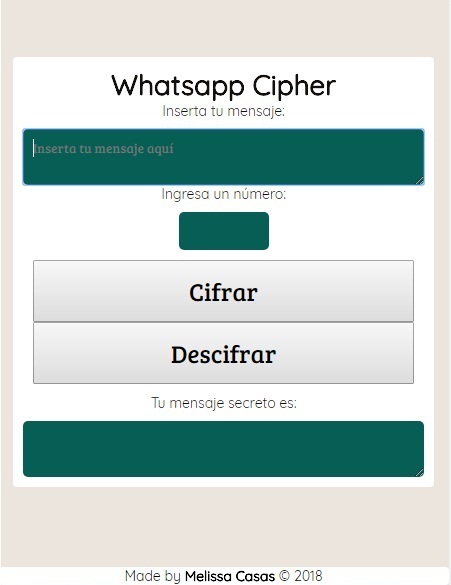 Whatsapp Cipher
Inserta tu mensaje:
Inserta tu mensaje aquí
Ingresa un número:
Cifrar
Descifrar
Tu mensaje secreto es:
Made by Melissa Casas © 2018